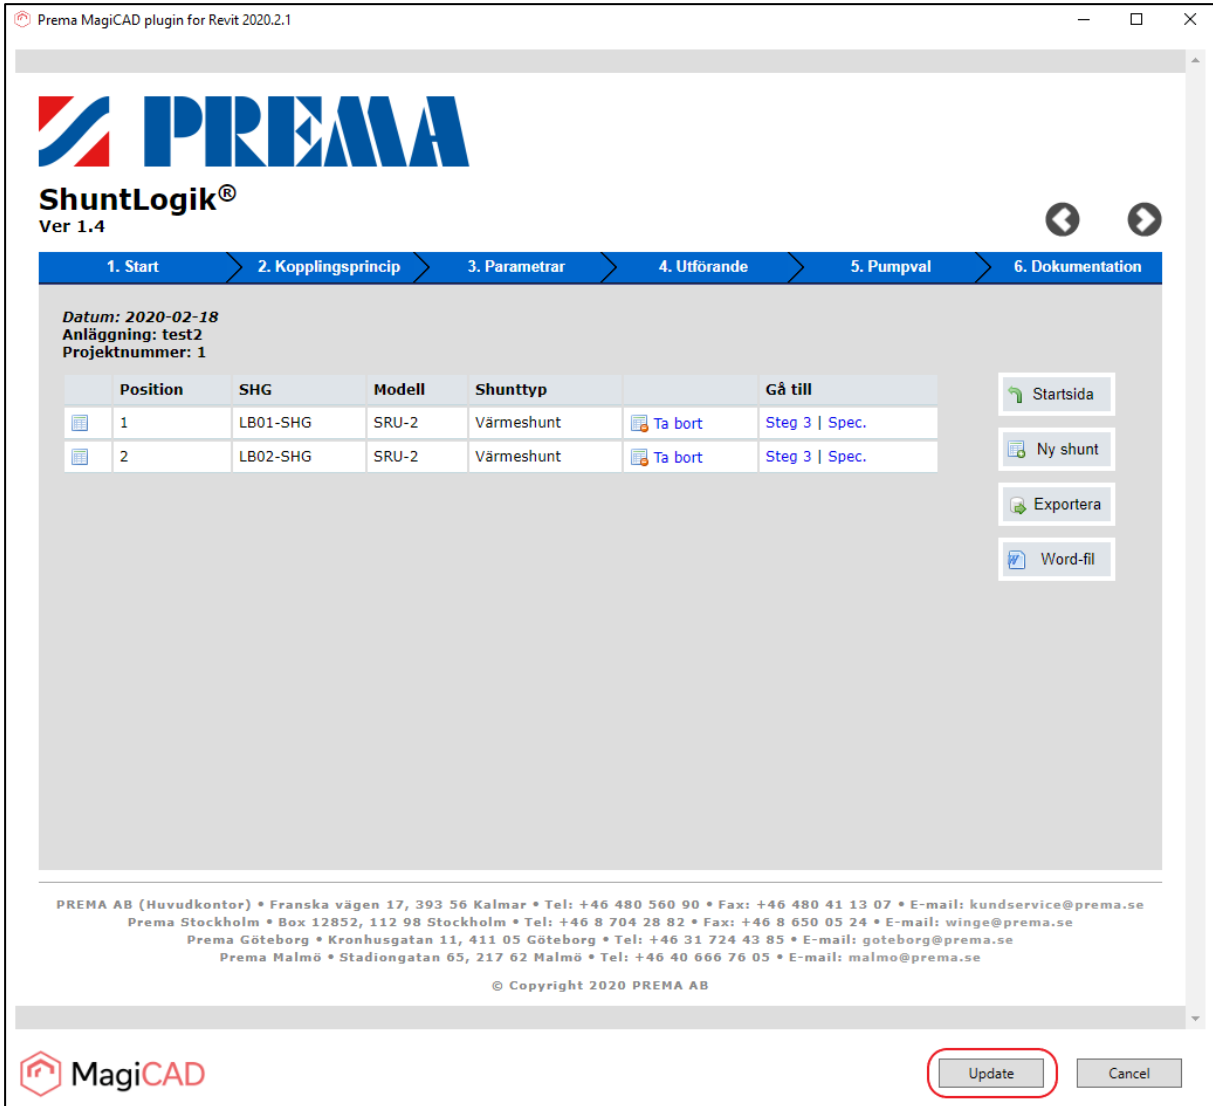 Prema MagiCAD plugin for Revit 2020.2.1
PREMA
ShuntLogik®
Ver 1.4
1. Start 2. Kopplingsprincip 3. Parametrar 4. Utförande 5. Pumpval 6. Dokumentation
Datum: 2020-02-18
Anläggning: test2
Projektnummer: 1
Position SHG Modell Shunttyp Gå till
1 LB01-SHG SRU-2 Värmeshunt Ta bort Steg 3 | Spec.
2 LB02-SHG SRU-2 Värmeshunt Ta bort Steg 3 | Spec.
Startsida
Ny shunt
Exportera
Word-fil
PREMA AB (Huvudkontor) • Franska vägen 17, 393 56 Kalmar • Tel: +46 480 560 90 • Fax: +46 480 41 13 07 • E-mail: kundservice@prema.se
Prema Stockholm • Box 12852, 112 98 Stockholm • Tel: +46 8 704 28 82 • Fax: +46 8 650 05 24 • E-mail: winge@prema.se
Prema Göteborg • Kronhusgatan 11, 411 05 Göteborg • Tel: +46 31 724 43 85 • E-mail: goteborg@prema.se
Prema Malmö • Stadiongatan 65, 217 62 Malmö • Tel: +46 40 666 76 05 • E-mail: malmo@prema.se
© Copyright 2020 PREMA AB
MagiCAD
Update Cancel